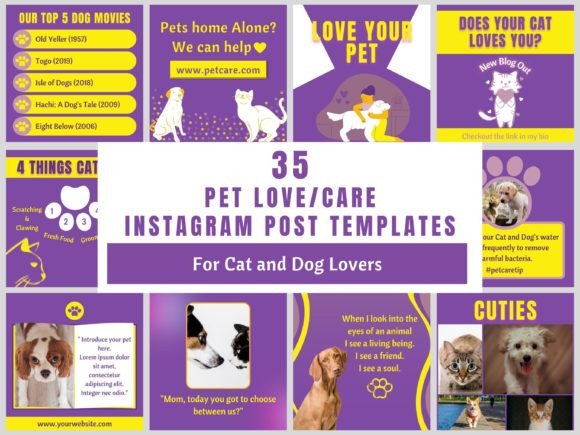 OUR TOP 5 DOG MOVIES
Old Yeller (1957)
Togo (2019)
Isle of Dogs (2018)
Hachi: A Dog's Tale (2009)
Eight Below (2006)
Pets home Alone?
We can help
www.petcare.com
LOVE YOUR
PET
DOES YOUR CAT
LOVES YOU?
New Blog Out
Checkout the link in my bio
4 THINGS CAT
Scratching &
Clawing
Fresh Food
1
2
3
4
35
PET LOVE/CARE
INSTAGRAM POST TEMPLATES
For Cat and Dog Lovers
our Cat and Dog's water
frequently to remove
armful bacteria.
#petcaretip
" Introduce your pet
here.
Lorem ipsum dolor
sit amet,
consectetur
adipiscing elit.
Integer nec odio."
www.yourwebsite.com
"Mom, today you got to choose
between us?"
When I look into the
eyes of an animal
I see a living being.
I see a friend.
I see a soul.
CUTIES